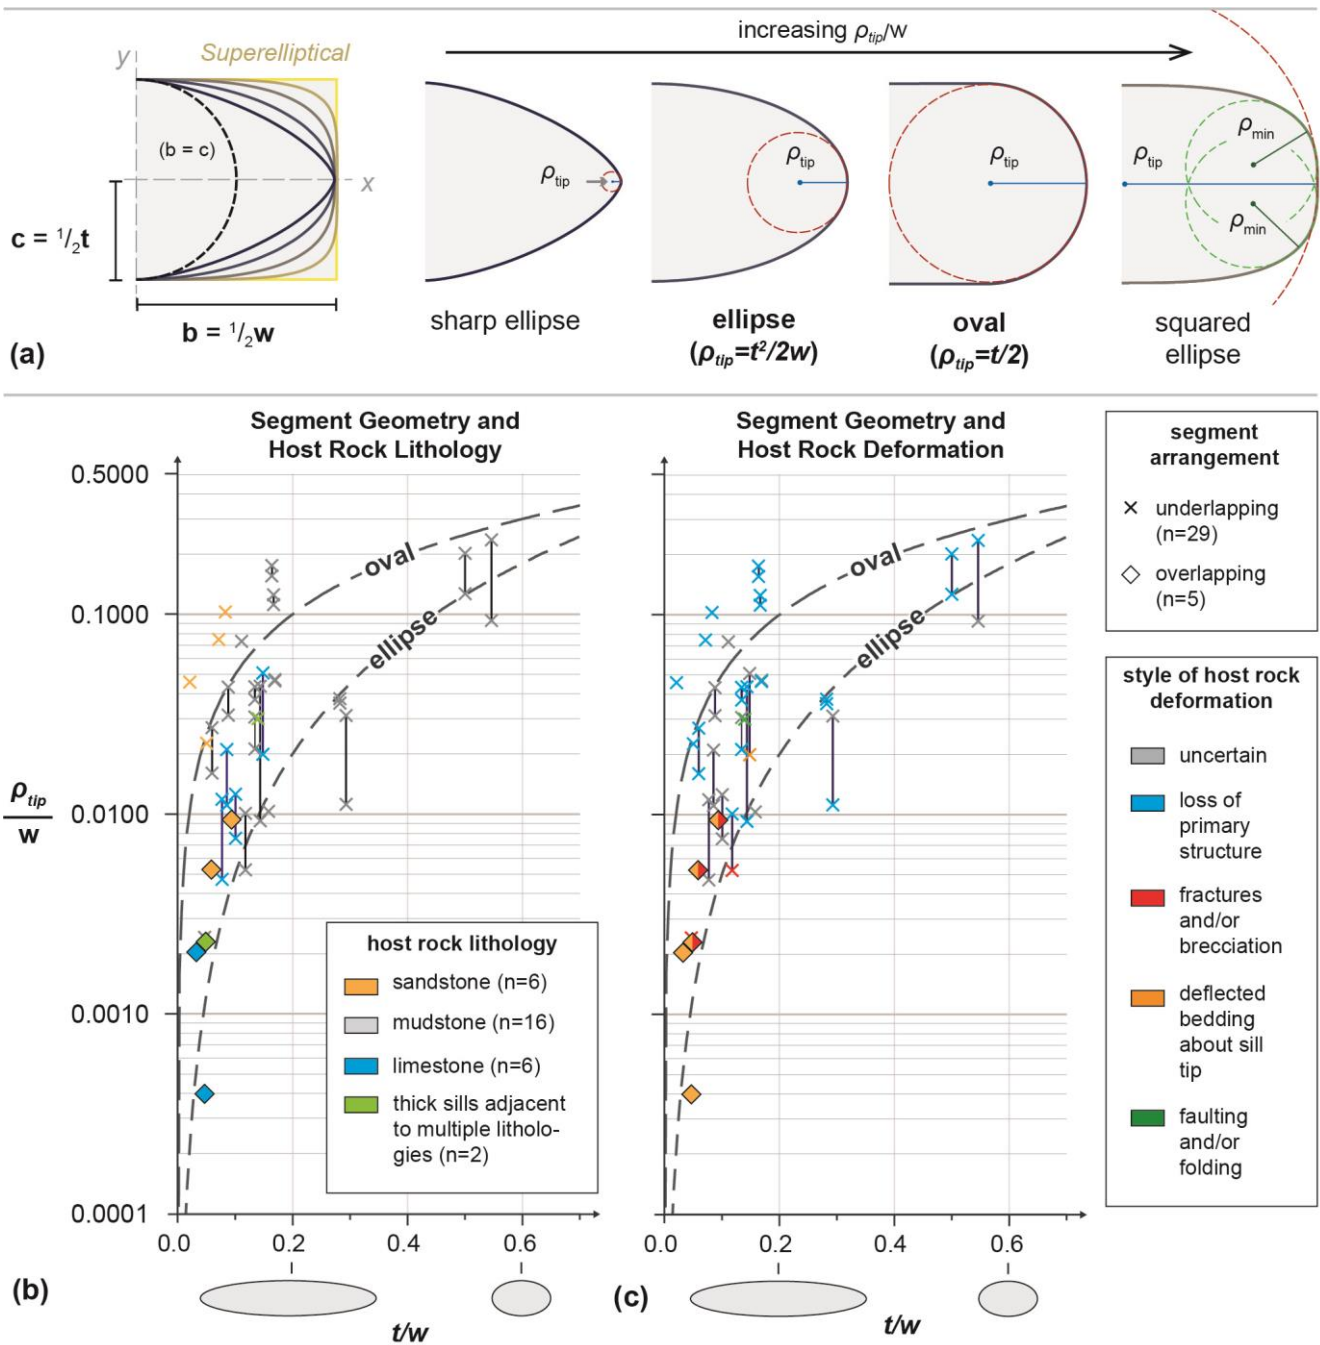 increasing ρtip/w
Superelliptical
y
(b = c)
x
c = 1/2t
b = 1/2w
(a)
ρtip
sharp ellipse
ρtip
ellipse
(ρtip=t²/2w)
ρtip
oval
(ρtip=t/2)
ρtip
ρmin
ρmin
squared
ellipse
Segment Geometry and
Host Rock Lithology
0.5000
0.1000
0.0100
0.0010
0.0001
ρtip
w
oval
ellipse
host rock lithology
sandstone (n=6)
mudstone (n=16)
limestone (n=6)
thick sills adjacent
to multiple litholo-
gies (n=2)
0.0
0.2
0.4
0.6
(b)
t/w
Segment Geometry and
Host Rock Deformation
oval
ellipse
0.0
0.2
0.4
0.6
(c)
t/w
segment
arrangement
underlapping
(n=29)
overlapping
(n=5)
style of host rock
deformation
uncertain
loss of
primary
structure
fractures
and/or
brecciation
deflected
bedding
about sill
tip
faulting
and/or
folding